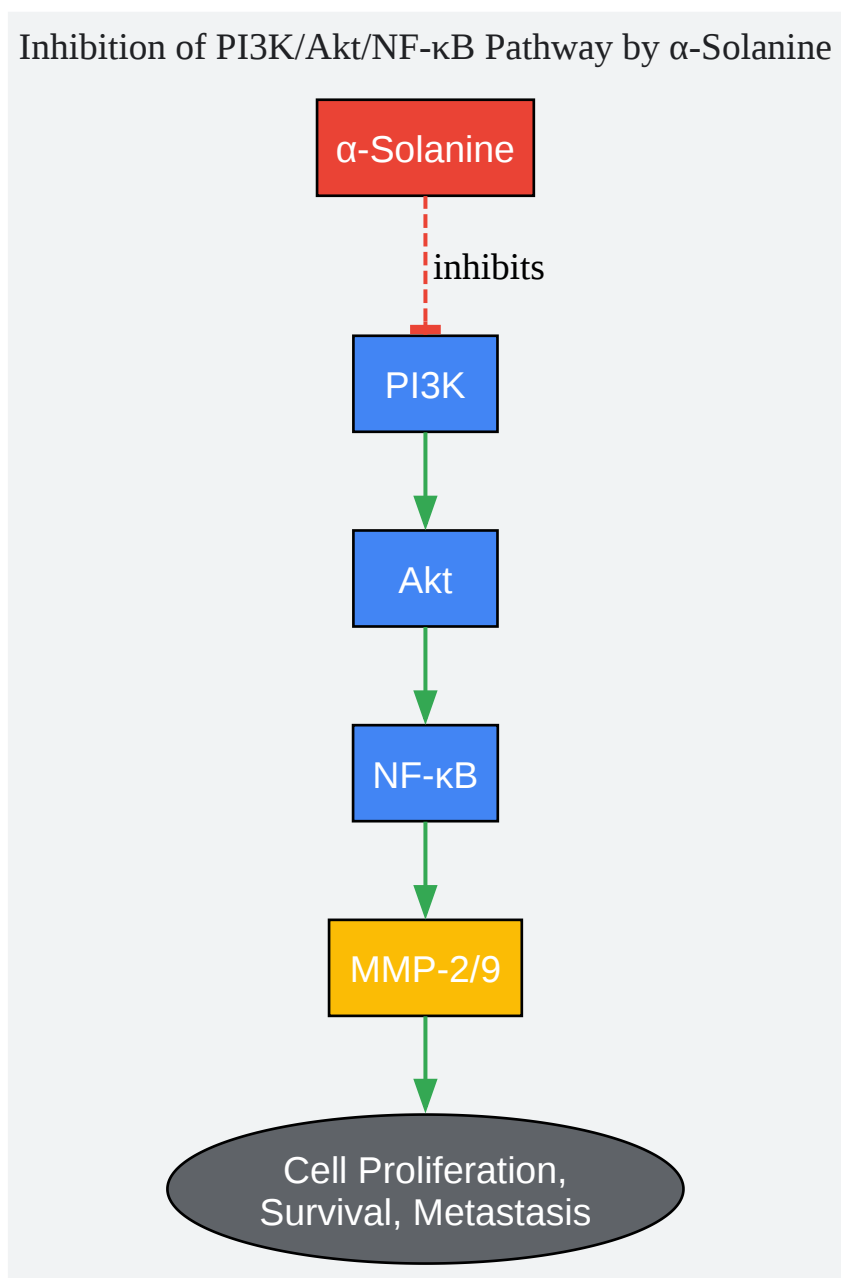 Inhibition of PI3K/Akt/NF-κB Pathway by α-Solanine
α-Solanine
inhibits
PI3K
Akt
NF-κB
MMP-2/9
Cell Proliferation,
Survival, Metastasis